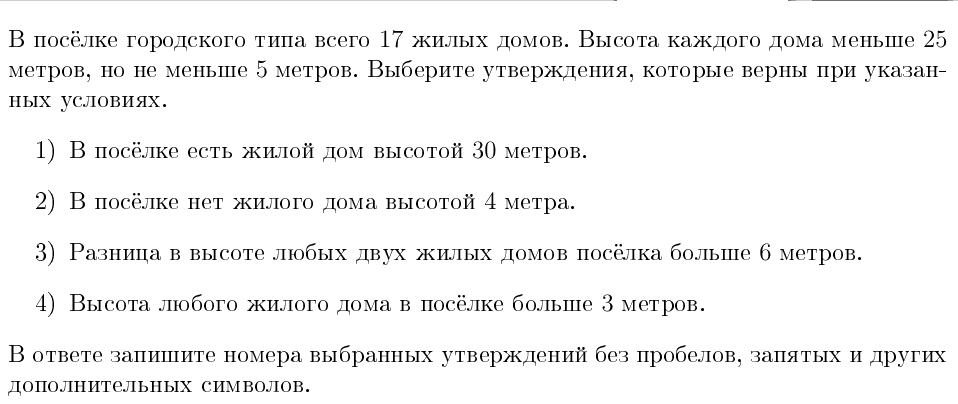 В посёлке городского типа всего 17 жилых домов. Высота каждого дома меньше 25
метров, но не меньше 5 метров. Выберите утверждения, которые верны при указан-
ных условиях.
1) В посёлке есть жилой дом высотой 30 метров.
2) В посёлке нет жилого дома высотой 4 метра.
3) Разница в высоте любых двух жилых домов посёлка больше 6 метров.
4) Высота любого жилого дома в посёлке больше 3 метров.
В ответе запишите номера выбранных утверждений без пробелов, запятых и других
дополнительных символов.